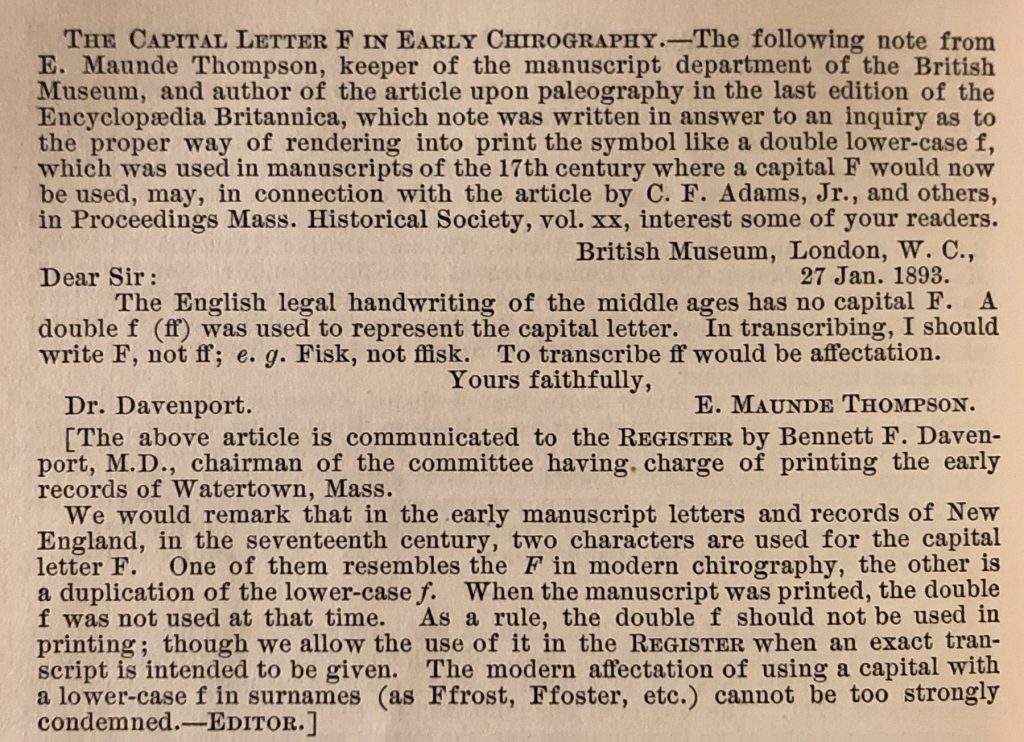 THE CAPITAL LETTER F IN EARLY CHIROGRAPHY.—The following note from
E. Maunde Thompson, keeper of the manuscript department of the British
Museum, and author of the article upon paleography in the last edition of the
Encyclopædia Britannica, which note was written in answer to an inquiry as to
the proper way of rendering into print the symbol like a double lower-case f,
which was used in manuscripts of the 17th century where a capital F would now
be used, may, in connection with the article by C. F. Adams, Jr., and others,
in Proceedings Mass. Historical Society, vol. xx, interest some of your readers.
British Museum, London, W. C.,
Dear Sir: 27 Jan. 1893.
The English legal handwriting of the middle ages has no capital F. A
double f (ff) was used to represent the capital letter. In transcribing, I should
write F, not ff; e. g. Fisk, not ffisk. To transcribe ff would be affectation.
Yours faithfully,
Dr. Davenport. E. MAUNDE THOMPSON.
[The above article is communicated to the REGISTER by Bennett F. Daven-
port, M.D., chairman of the committee having charge of printing the early
records of Watertown, Mass.
We would remark that in the early manuscript letters and records of New
England, in the seventeenth century, two characters are used for the capital
letter F. One of them resembles the F in modern chirography, the other is
a duplication of the lower-case f. When the manuscript was printed, the double
f was not used at that time. As a rule, the double f should not be used in
printing; though we allow the use of it in the REGISTER when an exact tran-
script is intended to be given. The modern affectation of using a capital with
a lower-case f in surnames (as Ffrost, Ffoster, etc.) cannot be too strongly
condemned.—EDITOR.]